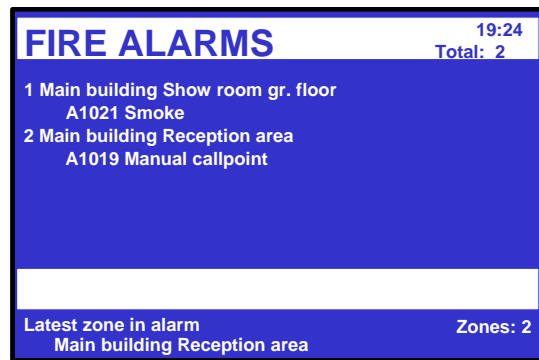 FIRE ALARMS
19:24
Total: 2
1 Main building Show room gr. floor
A1021 Smoke
2 Main building Reception area
A1019 Manual callpoint
Latest zone in alarm
Zones: 2
Main building Reception area